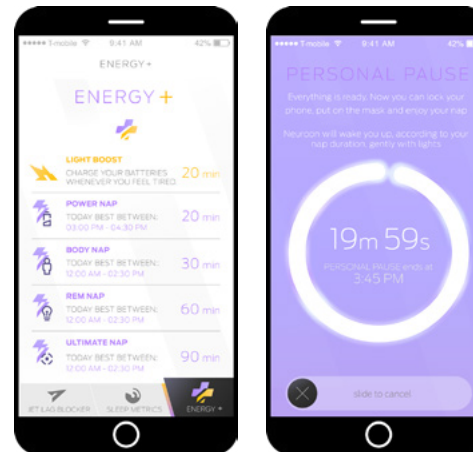 T-mobile 9:41 AM 42%
ENERGY+
ENERGY +
LIGHT BOOST
CHARGE YOUR BATTERIES
WHENEVER YOU FEEL TIRED
20 min
POWER NAP
TODAY BEST BETWEEN:
03:00 PM - 04:30 PM
20 min
BODY NAP
TODAY BEST BETWEEN:
12:00 AM - 02:30 PM
30 min
REM NAP
TODAY BEST BETWEEN:
12:00 AM - 02:30 PM
60 min
ULTIMATE NAP
TODAY BEST BETWEEN:
12:00 AM - 02:30 PM
90 min
JET LAG BLOCKER
SLEEP METRICS
ENERGY +
T-mobile 9:41 AM 42%
PERSONAL PAUSE
Everything is ready. Now you can lock your
phone, put on the mask and enjoy your nap
Neuroon will wake you up, according to your
nap duration, gently with lights
19m 59s
PERSONAL PAUSE ends at
3:45 PM
slide to cancel